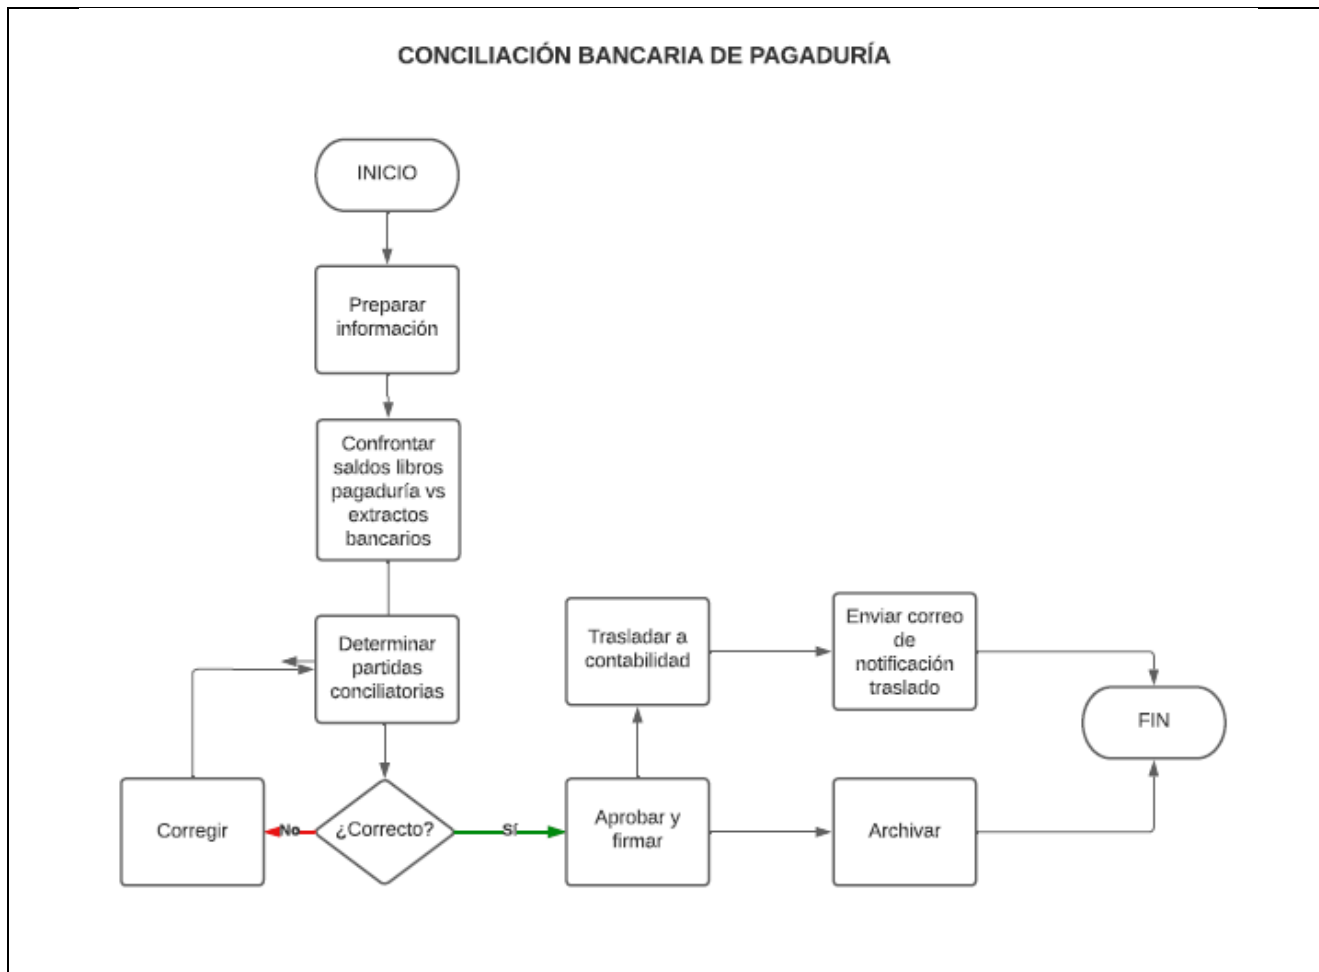 CONCILIACIÓN BANCARIA DE PAGADURÍA
INICIO
Preparar
información
Confrontar
saldos libros
pagaduría vs
extractos
bancarios
Determinar
partidas
conciliatorias
¿Correcto?
No
Corregir
Sí
Aprobar y
firmar
Trasladar a
contabilidad
Enviar correo
de
notificación
traslado
Archivar
FIN